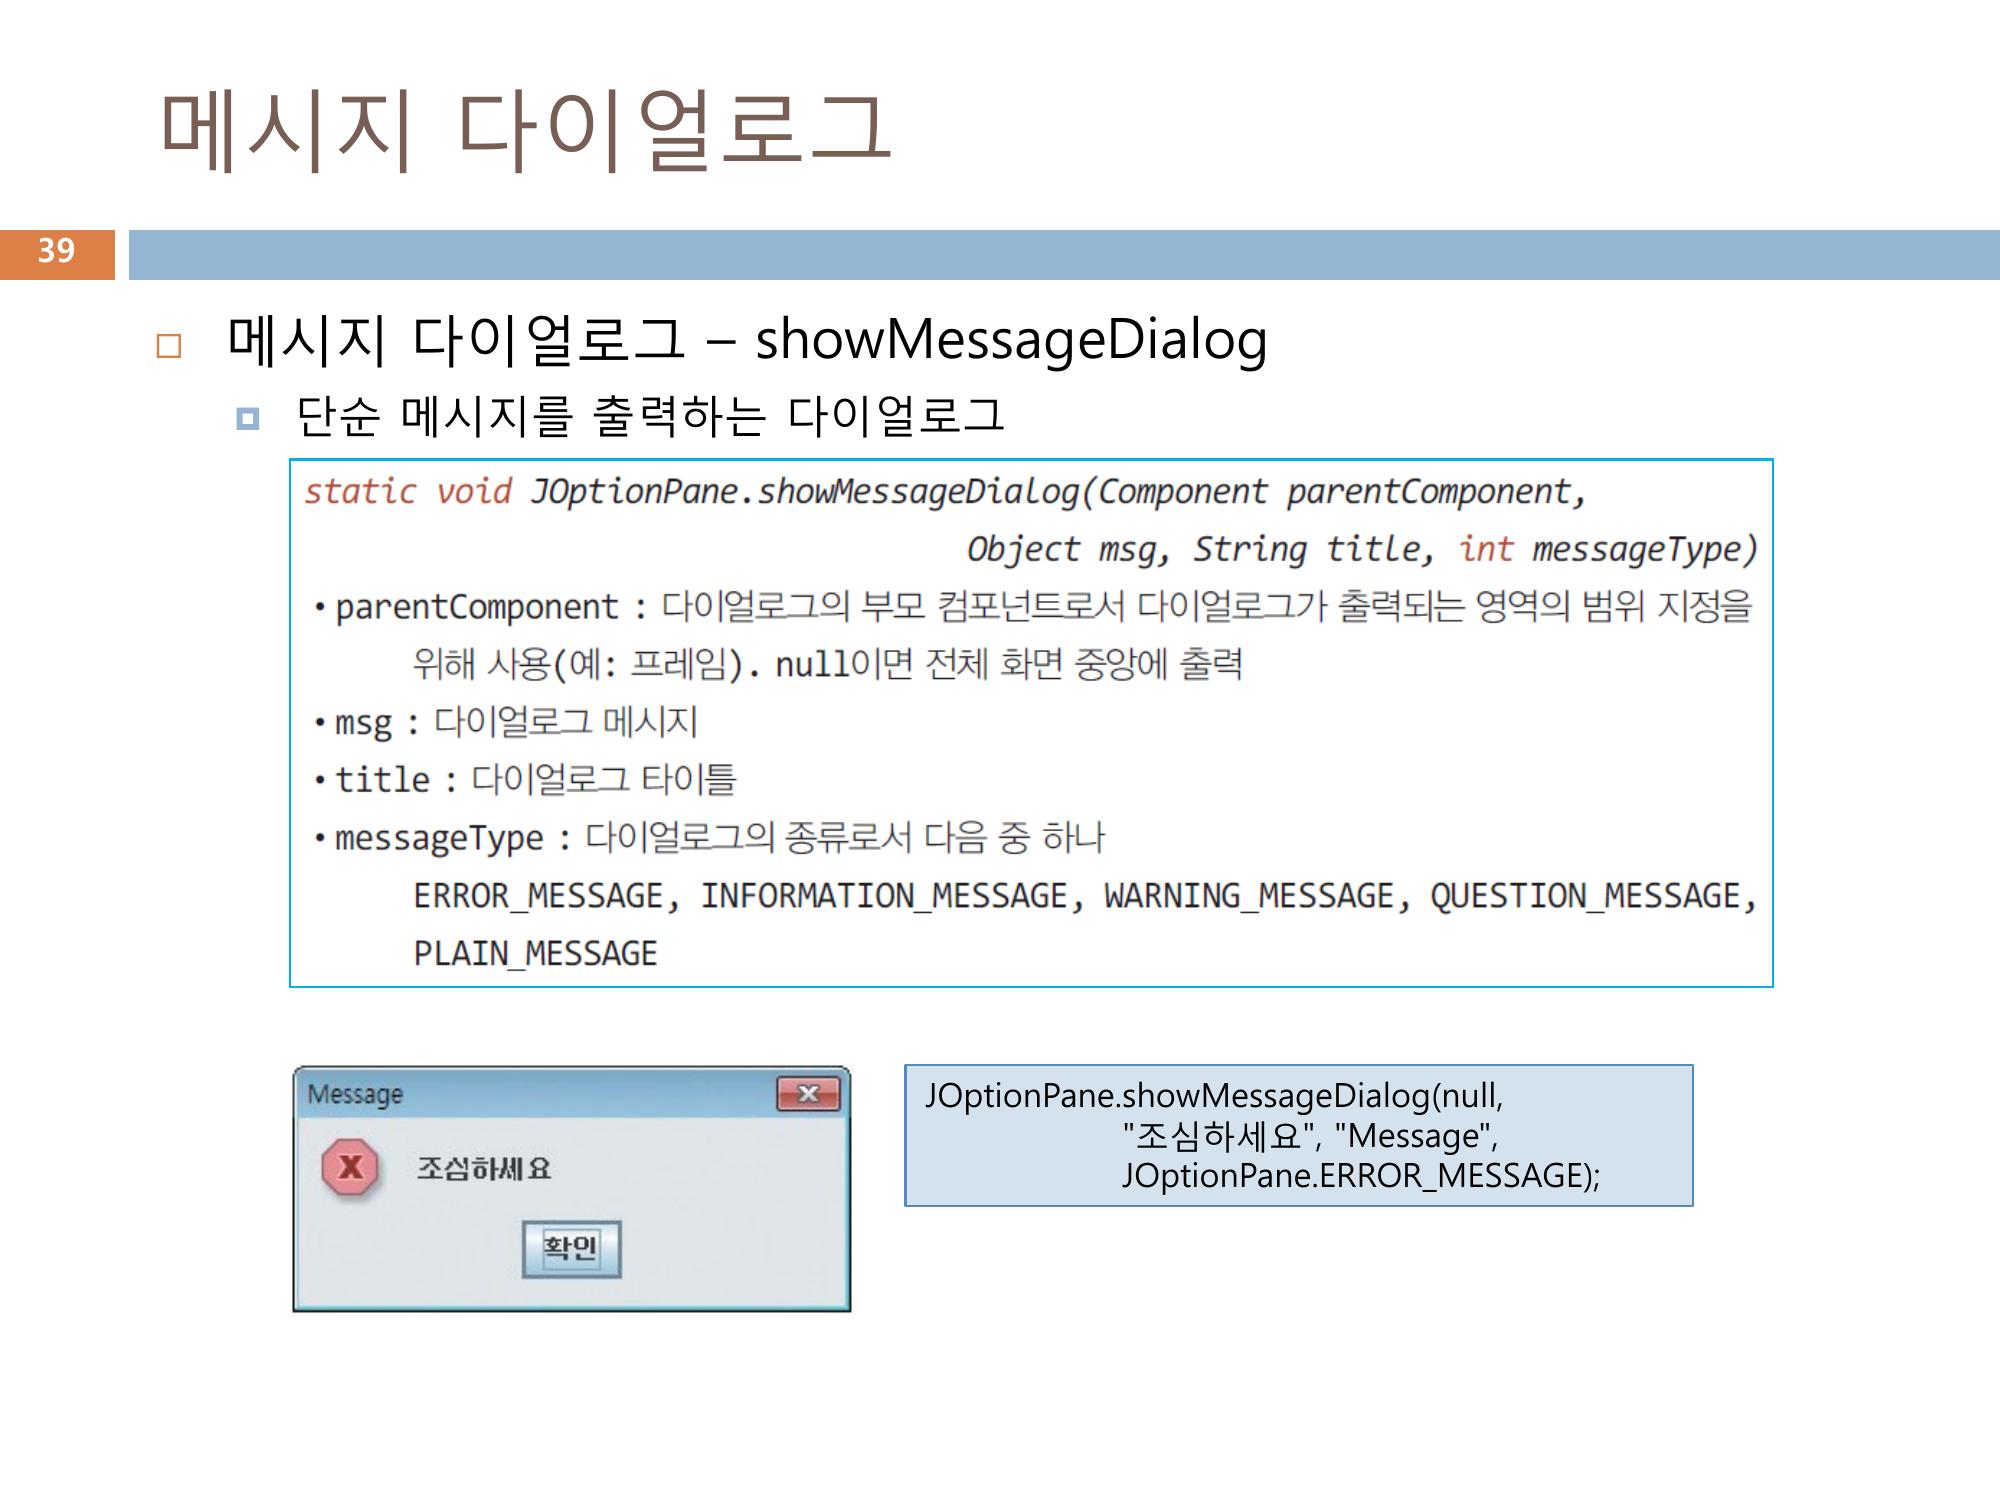 메시지 다이얼로그
39
메시지 다이얼로그 – showMessageDialog
단순 메시지를 출력하는 다이얼로그
static void JOptionPane.showMessageDialog(Component parentComponent,
Object msg, String title, int messageType)
• parentComponent : 다이얼로그의 부모 컴포넌트로서 다이얼로그가 출력되는 영역의 범위 지정을
위해 사용(예: 프레임). null이면 전체 화면 중앙에 출력
• msg : 다이얼로그 메시지
• title : 다이얼로그 타이틀
• messageType : 다이얼로그의 종류로서 다음 중 하나
ERROR_MESSAGE, INFORMATION_MESSAGE, WARNING_MESSAGE, QUESTION_MESSAGE,
PLAIN_MESSAGE
Message
조심하세요
확인
JOptionPane.showMessageDialog(null,
"조심하세요", "Message",
JOptionPane.ERROR_MESSAGE);